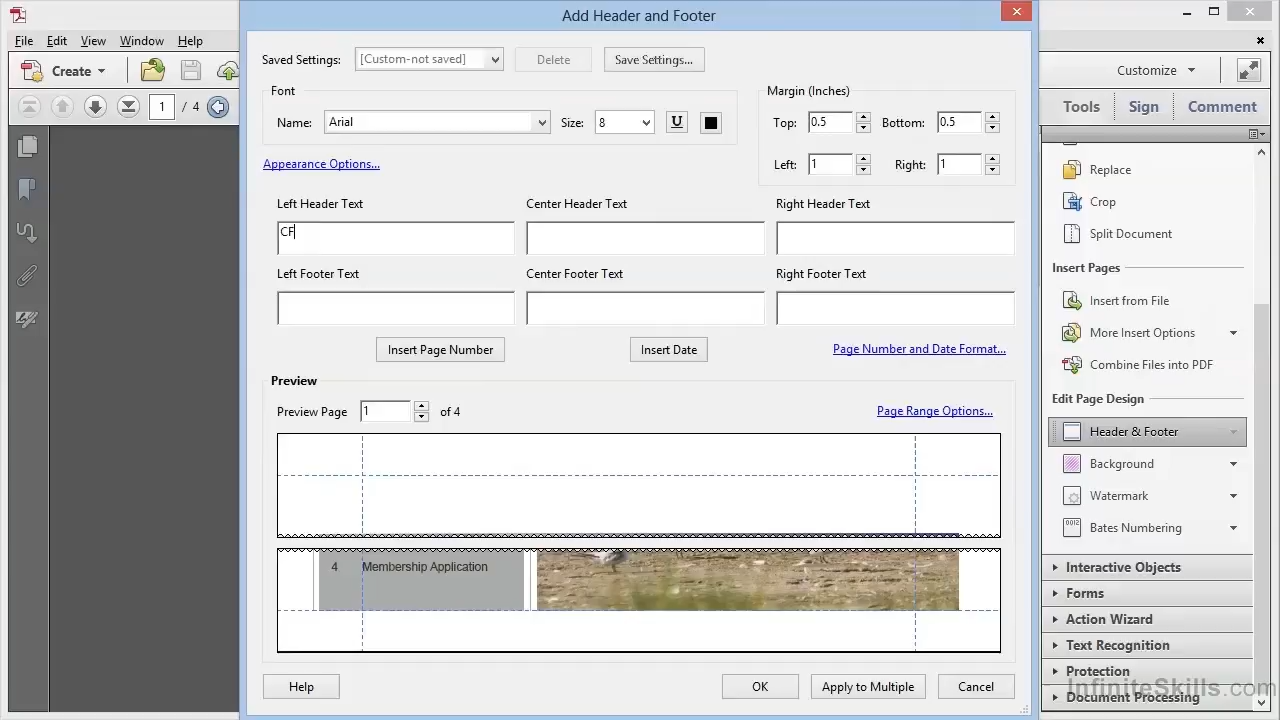 Add Header and Footer
File Edit View Window Help
Create
Customize
1 / 4
Tools Sign Comment
Saved Settings: [Custom-not saved] Delete Save Settings...
Font
Name: Arial Size: 8 U
Appearance Options...
Margin (Inches)
Top: 0.5 Bottom: 0.5
Left: 1 Right: 1
Left Header Text Center Header Text Right Header Text
CF
Left Footer Text Center Footer Text Right Footer Text
Insert Page Number Insert Date Page Number and Date Format...
Preview
Preview Page 1 of 4 Page Range Options...
4 Membership Application
Help OK Apply to Multiple Cancel
Replace
Crop
Split Document
Insert Pages
Insert from File
More Insert Options
Combine Files into PDF
Edit Page Design
Header & Footer
Background
Watermark
Bates Numbering
Interactive Objects
Forms
Action Wizard
Text Recognition
Protection
Document Processing
InfiniteSkills.com